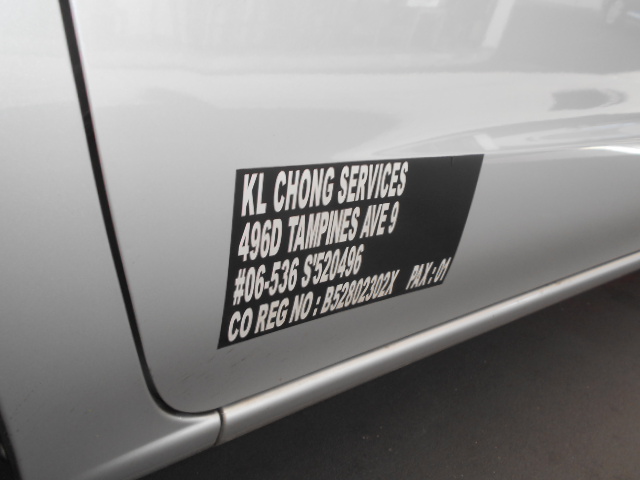 KL CHONG SERVICES
496D TAMPINES AVE 9
#06-536 S'520496
CO REG NO : B52802302X PAX : 01